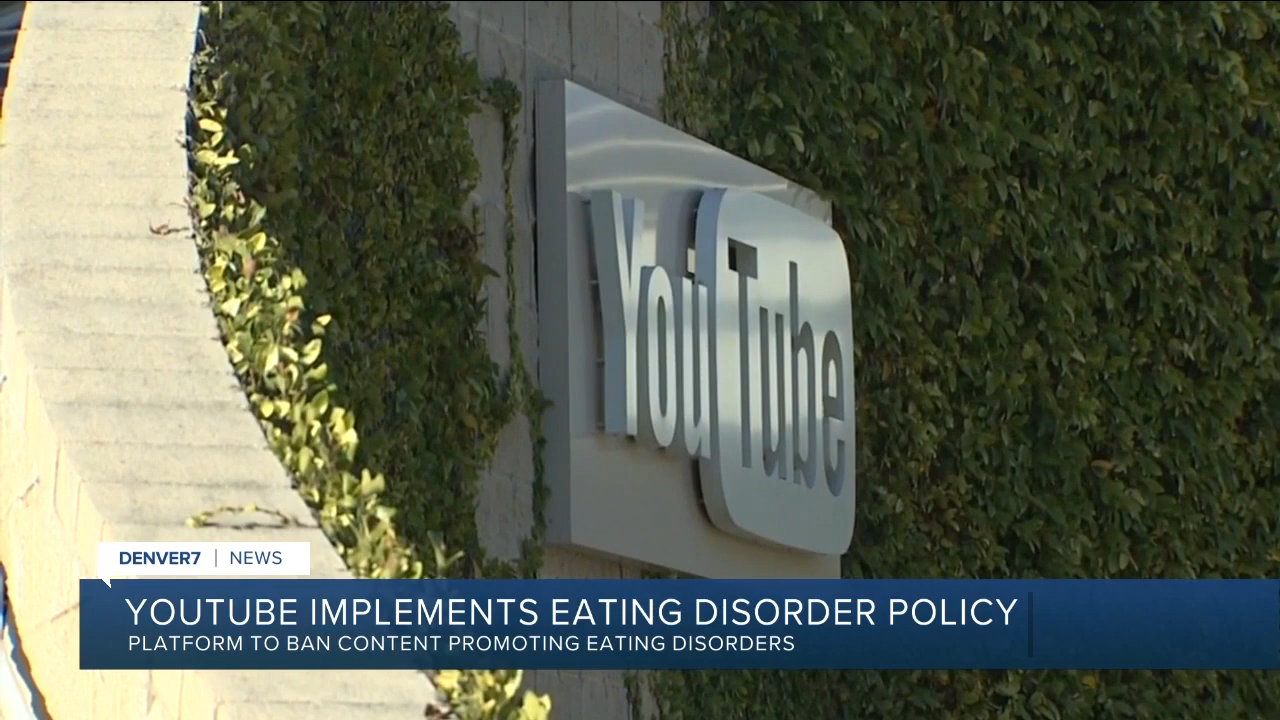 YouTube
DENVER7 | NEWS
YOUTUBE IMPLEMENTS EATING DISORDER POLICY
PLATFORM TO BAN CONTENT PROMOTING EATING DISORDERS